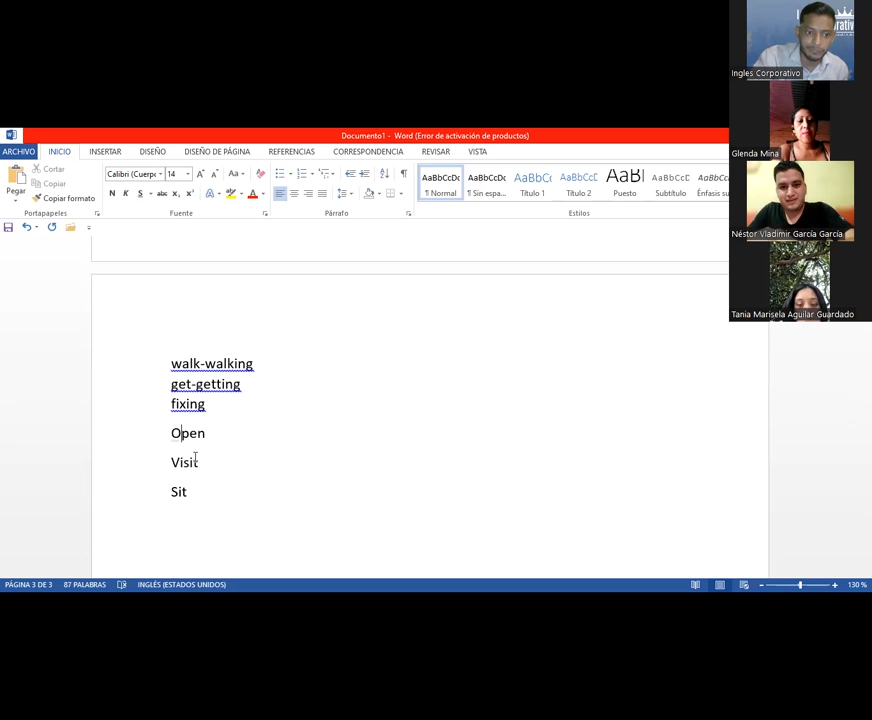 Ingles Corporativo
Glenda Mina
Néstor Vladimir García García
Tania Marisela Aguilar Guardado
Documento1 - Word (Error de activación de productos)
ARCHIVO INICIO INSERTAR DISEÑO DISEÑO DE PÁGINA REFERENCIAS CORRESPONDENCIA REVISAR VISTA
Pegar
Cortar
Copiar
Copiar formato
Portapapeles
Calibri (Cuerpo 14
N K S abc x₂ x²
Fuente
Párrafo
AaBbCcDc AaBbCcDc AaBbCc AaBbCcC AaBl AaBbCcD AaBbCcDc
¶ Normal ¶ Sin espa... Título 1 Título 2 Puesto Subtítulo Énfasis su
Estilos
walk-walking
get-getting
fixing
Open
Visit
Sit
PÁGINA 3 DE 3 87 PALABRAS INGLÉS (ESTADOS UNIDOS) 130 %